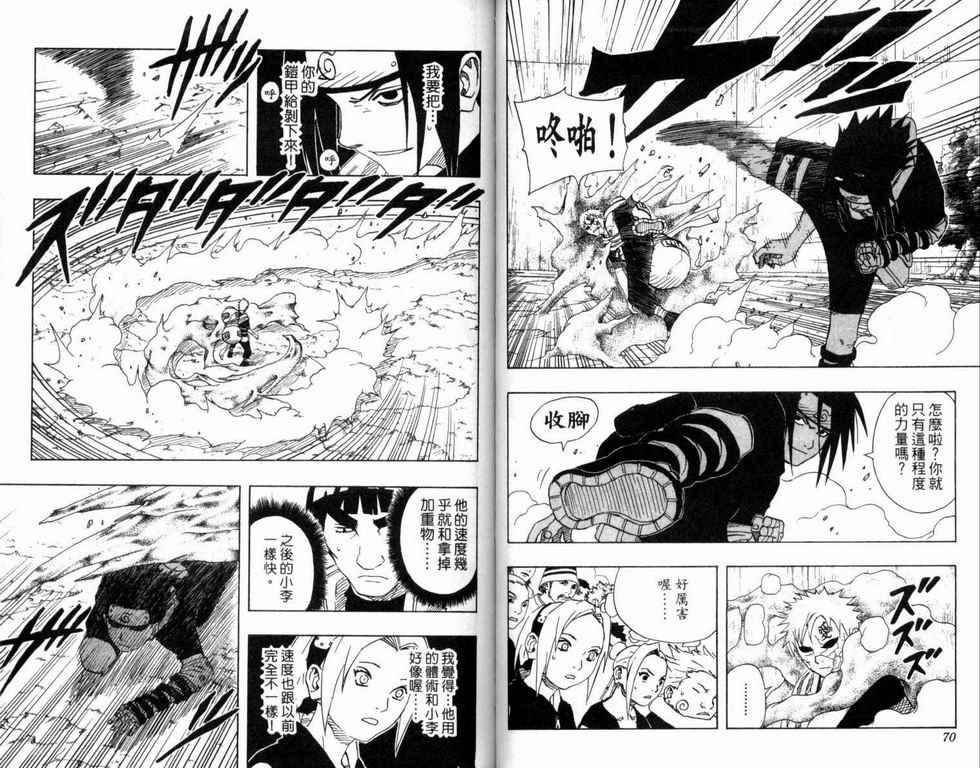 ザザッ
咚啪！
怎麼啦？你就
只有這種程度
的力量嗎？
收腳
好厲害
喔……
ズズズ
……
70
我要把…
你的
鎧甲給剝下來！
呼
呼
ザザザッ
ズダダダダダ
他的速度幾
乎就和拿掉
加重物……
之後的小李
一樣快。
我覺得…他用
的體術和小李
好像喔……
速度也跟以前
完全不一樣！